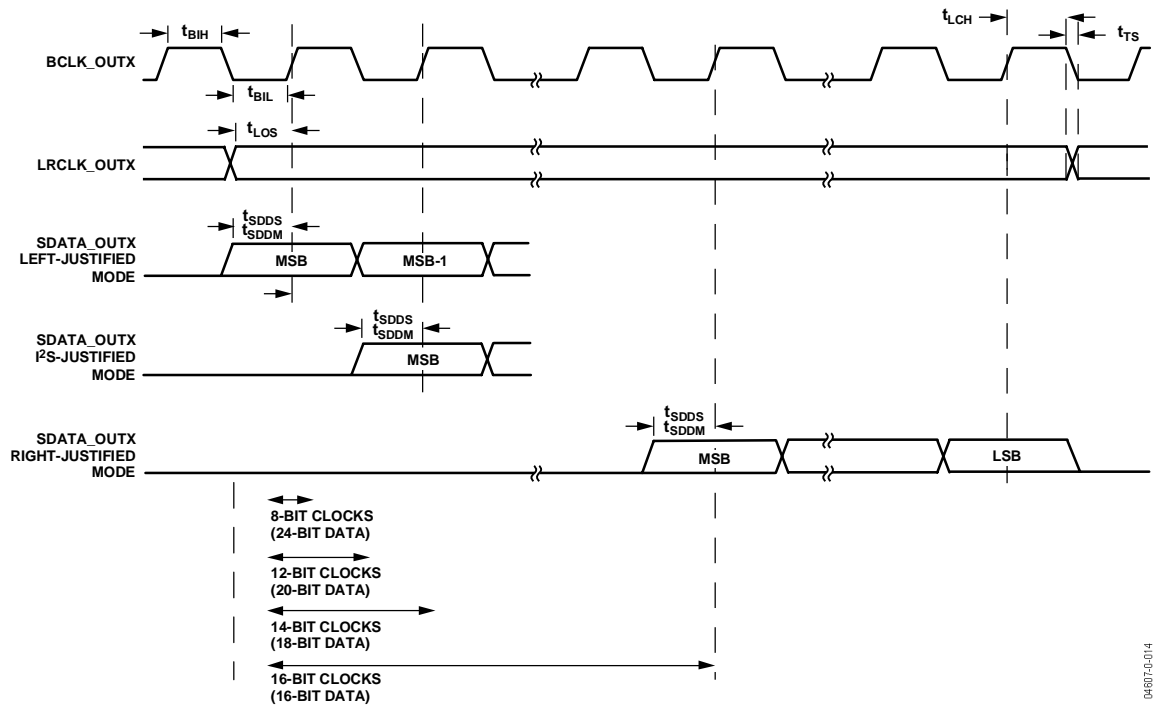 tBIH
tLCH
tTS
BCLK_OUTX
tBIL
tLOS
LRCLK_OUTX
tSDDS
tSDDM
SDATA_OUTX
LEFT-JUSTIFIED
MODE
MSB
MSB-1
tSDDS
tSDDM
SDATA_OUTX
I²S-JUSTIFIED
MODE
MSB
tSDDS
tSDDM
SDATA_OUTX
RIGHT-JUSTIFIED
MODE
MSB
LSB
8-BIT CLOCKS
(24-BIT DATA)
12-BIT CLOCKS
(20-BIT DATA)
14-BIT CLOCKS
(18-BIT DATA)
16-BIT CLOCKS
(16-BIT DATA)
04607-0-014